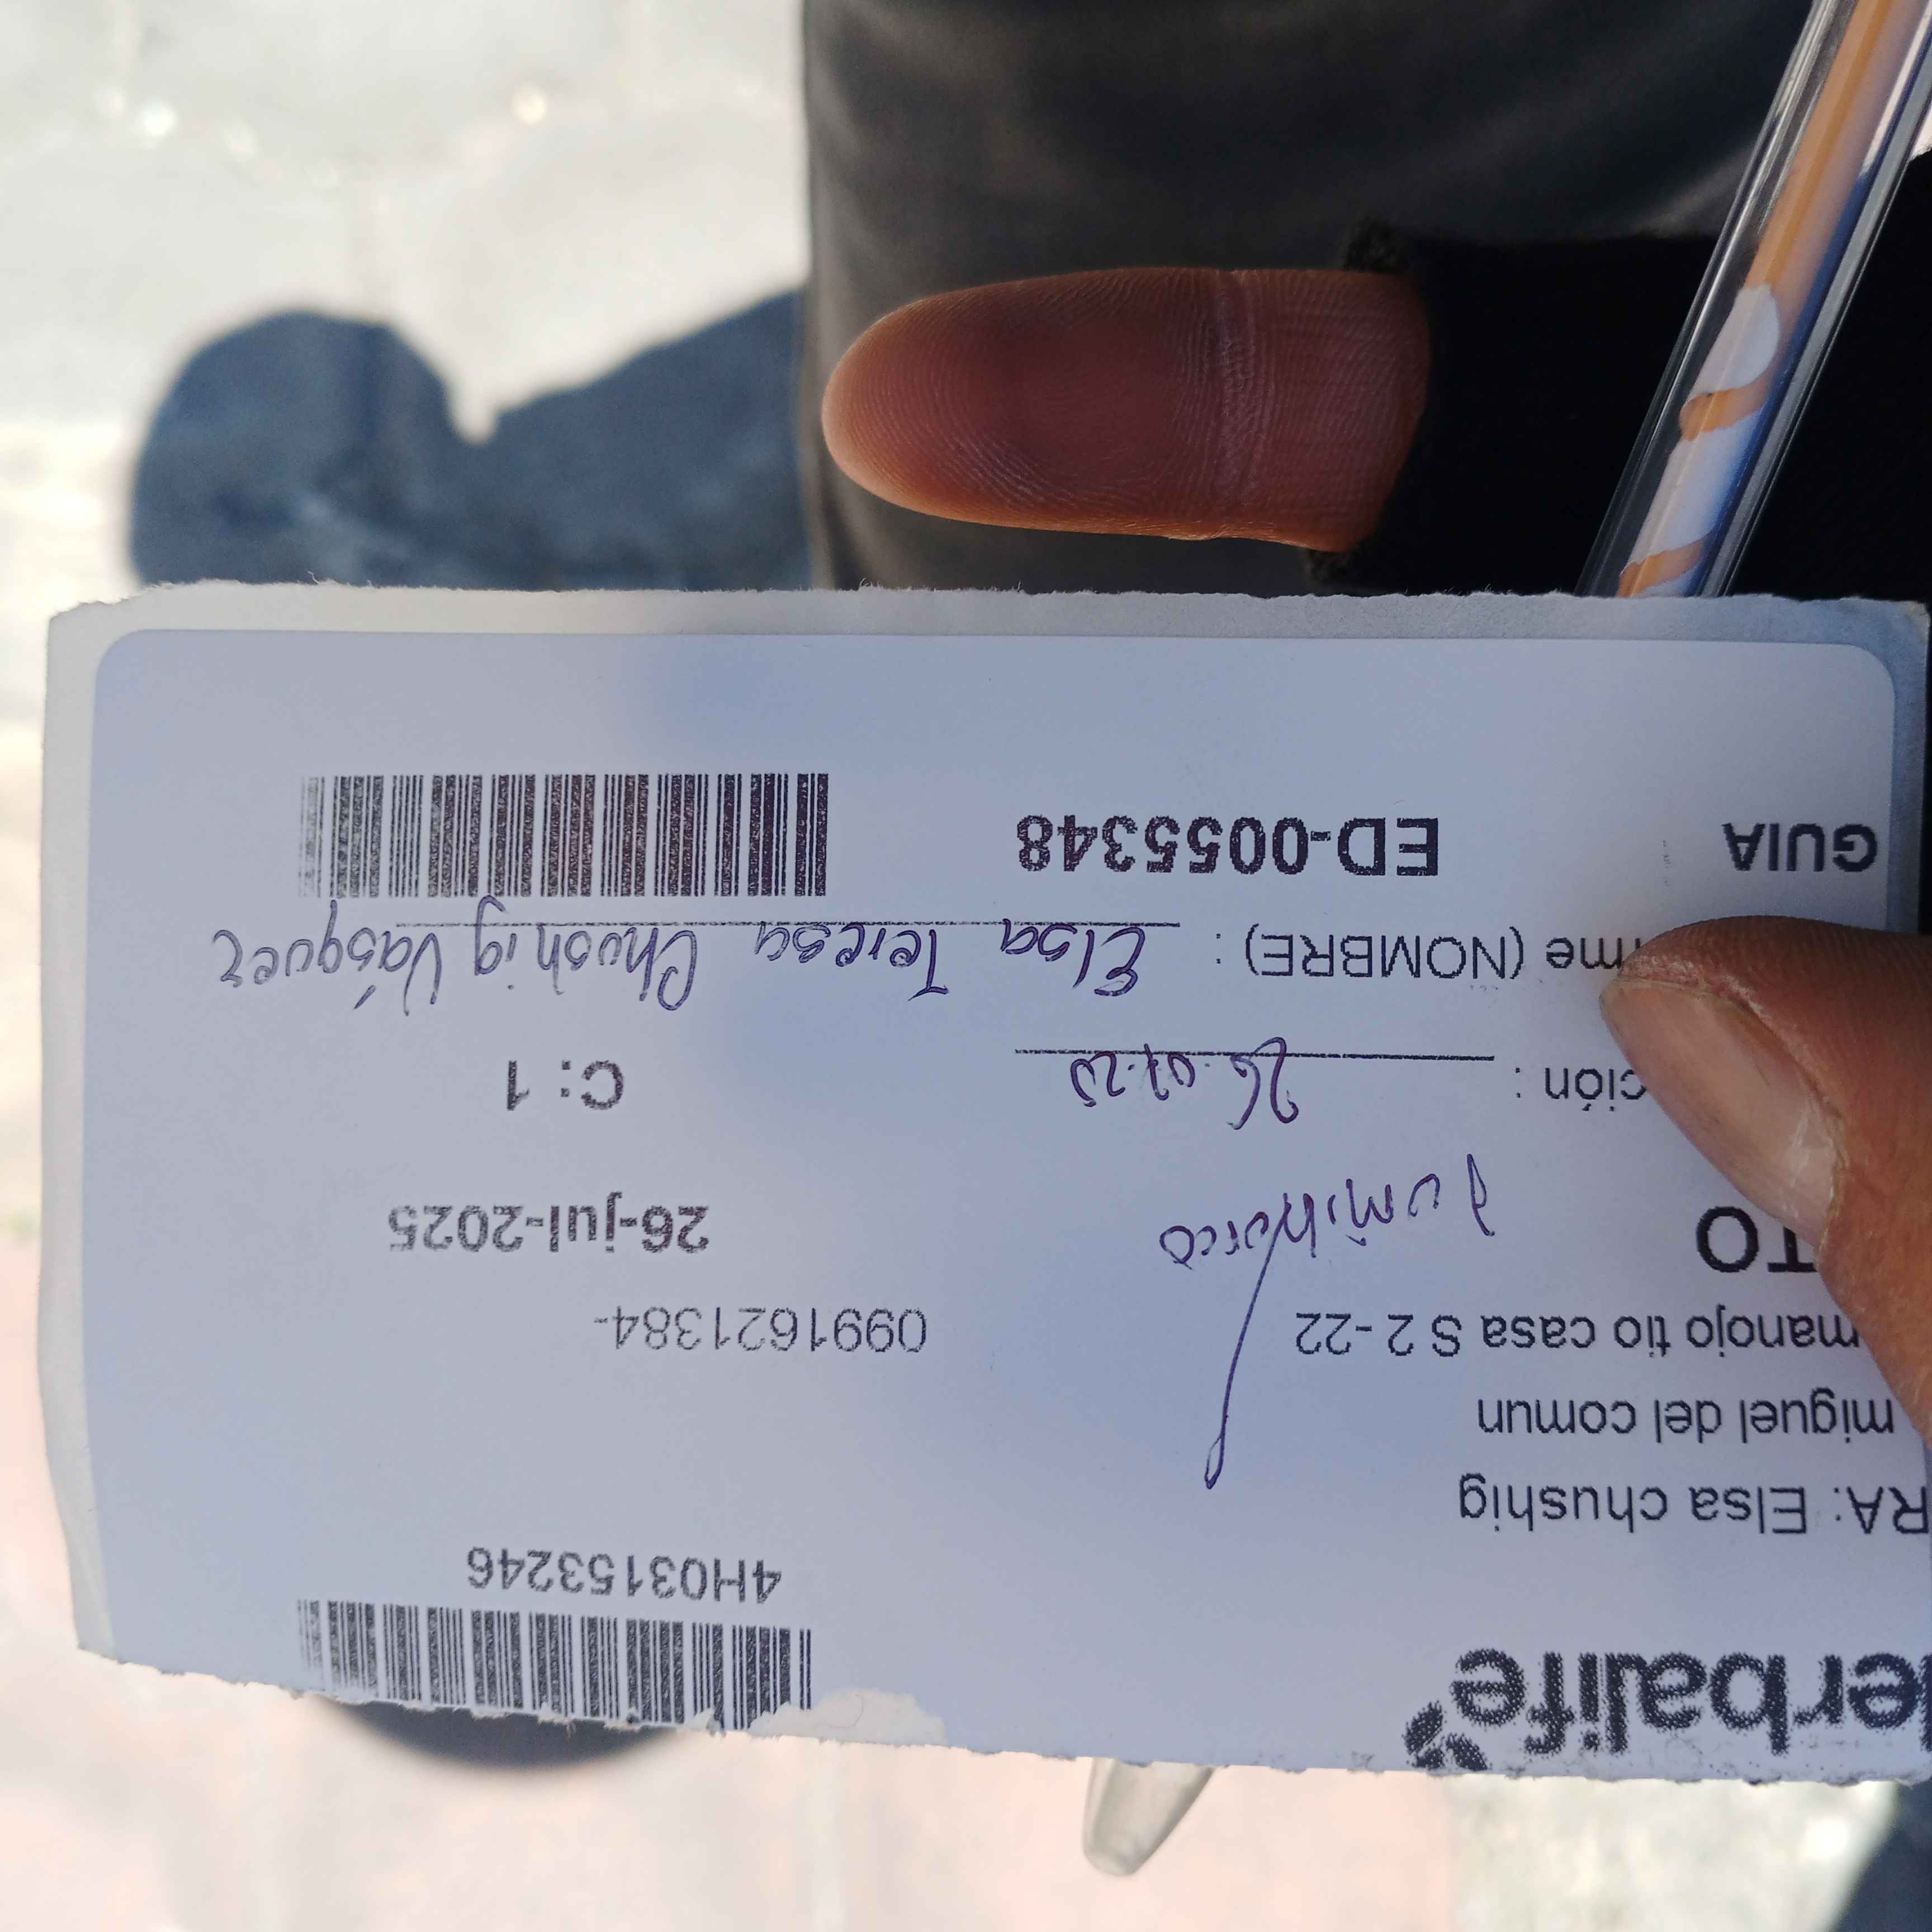 erbalife
4H03153246
RA: Elsa chushig
miguel del comun
manojo tio casa S 2 -22
0991621384-
TO
26-jul-2025
ción :
26.07.25
C: 1
me (NOMBRE) : Elsa Teresa Chushig Vásquez
GUIA ED-0055348